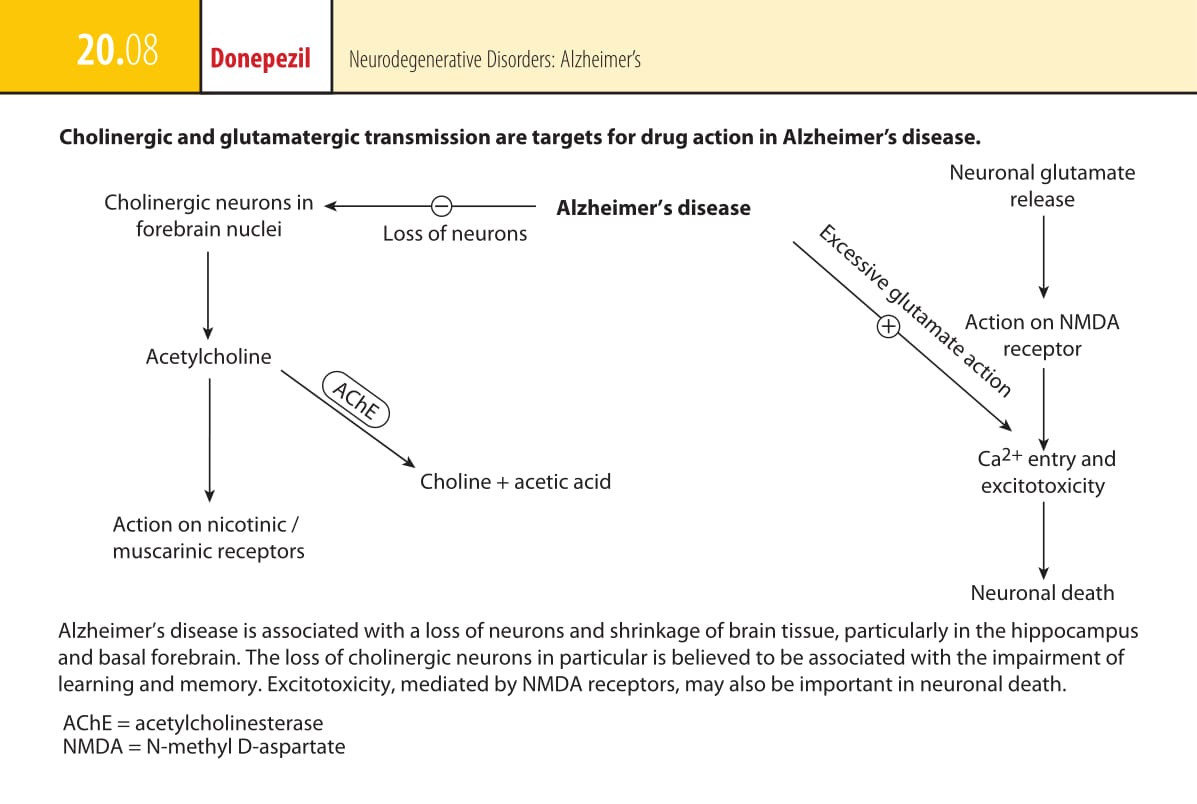 20.08
Donepezil
Neurodegenerative Disorders: Alzheimer’s
Cholinergic and glutamatergic transmission are targets for drug action in Alzheimer’s disease.
Cholinergic neurons in
forebrain nuclei
Loss of neurons
Alzheimer’s disease
Neuronal glutamate
release
Excessive glutamate action
Action on NMDA
receptor
Acetylcholine
AChE
Choline + acetic acid
Ca2+ entry and
excitotoxicity
Action on nicotinic /
muscarinic receptors
Neuronal death
Alzheimer’s disease is associated with a loss of neurons and shrinkage of brain tissue, particularly in the hippocampus
and basal forebrain. The loss of cholinergic neurons in particular is believed to be associated with the impairment of
learning and memory. Excitotoxicity, mediated by NMDA receptors, may also be important in neuronal death.
AChE = acetylcholinesterase
NMDA = N-methyl D-aspartate